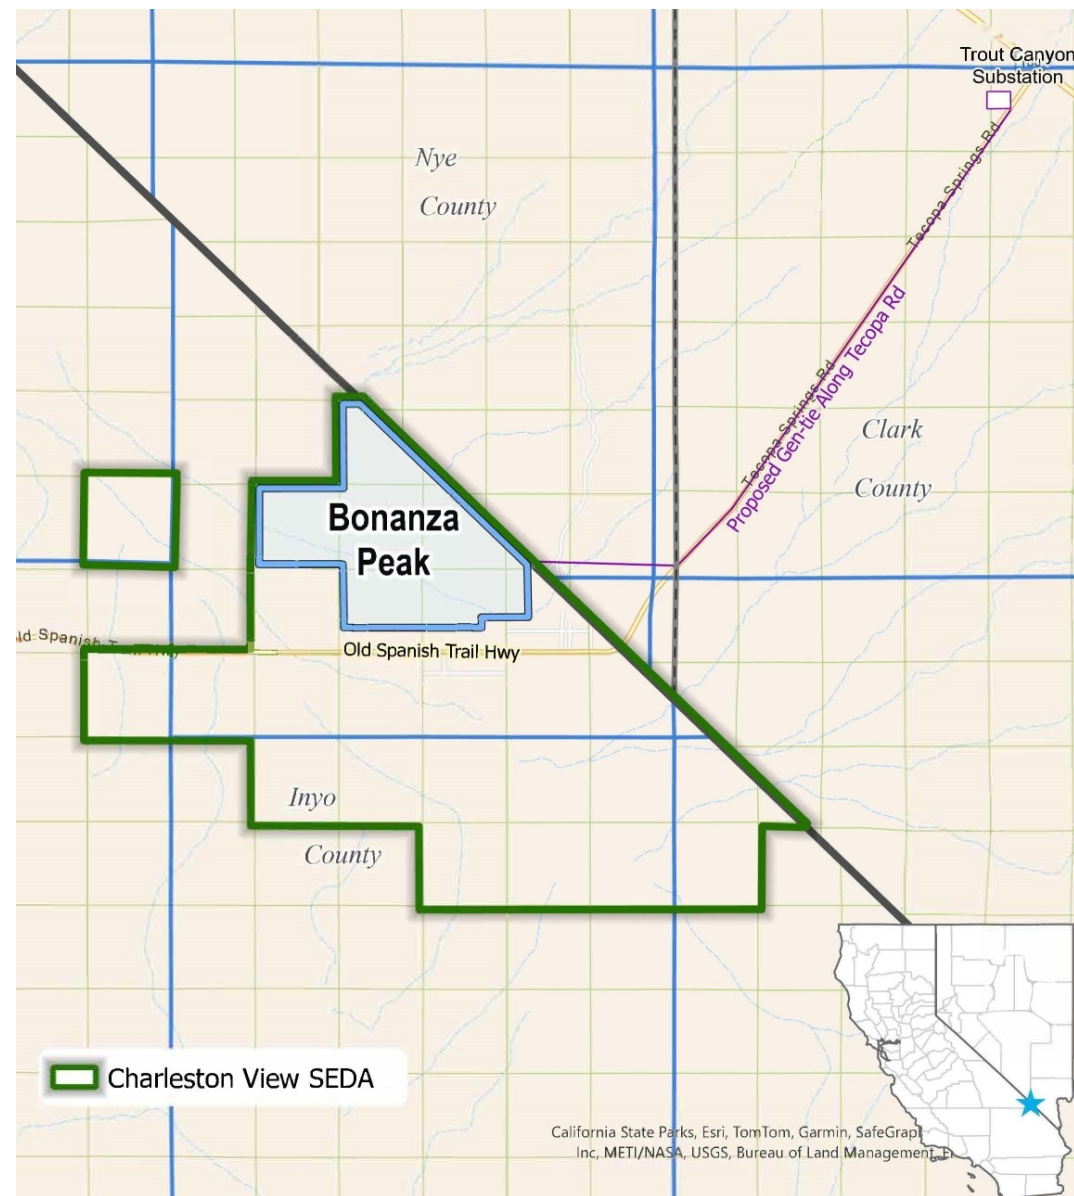 Trout Canyon
Substation
Tecopa Springs Rd
Nye
County
Proposed Gen-tie Along Tecopa Rd
Tecopa Springs Rd
Clark
County
Bonanza
Peak
Old Spanish Trail Hwy
Inyo
County
Charleston View SEDA
California State Parks, Esri, TomTom, Garmin,
Inc, METI/NASA, USGS, Bureau of Land Management,